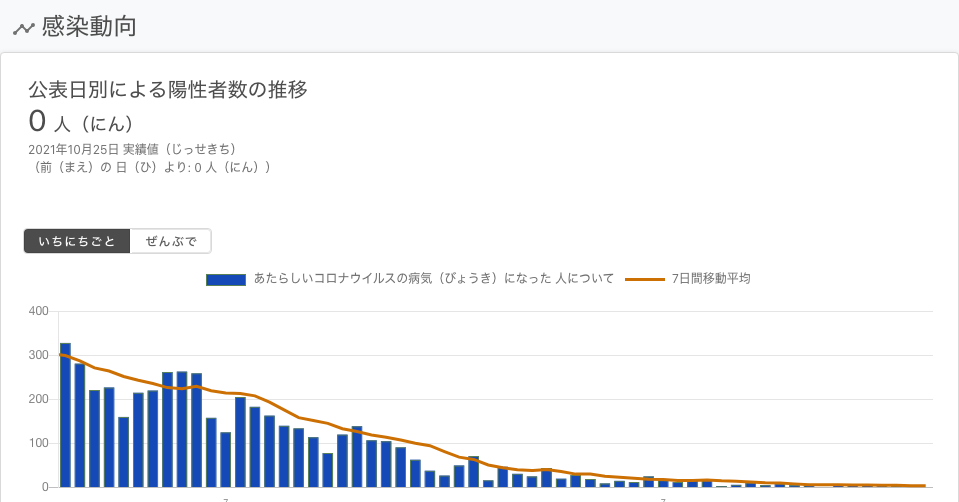 感染動向
公表日別による陽性者数の推移
0 人（にん）
2021年10月25日 実績値（じっせきち）
（前（まえ）の 日（ひ）より: 0 人（にん））
いちにちごと ぜんぶで
あたらしいコロナウイルスの病気（びょうき）になった 人について 7日間移動平均
400
300
200
100
0